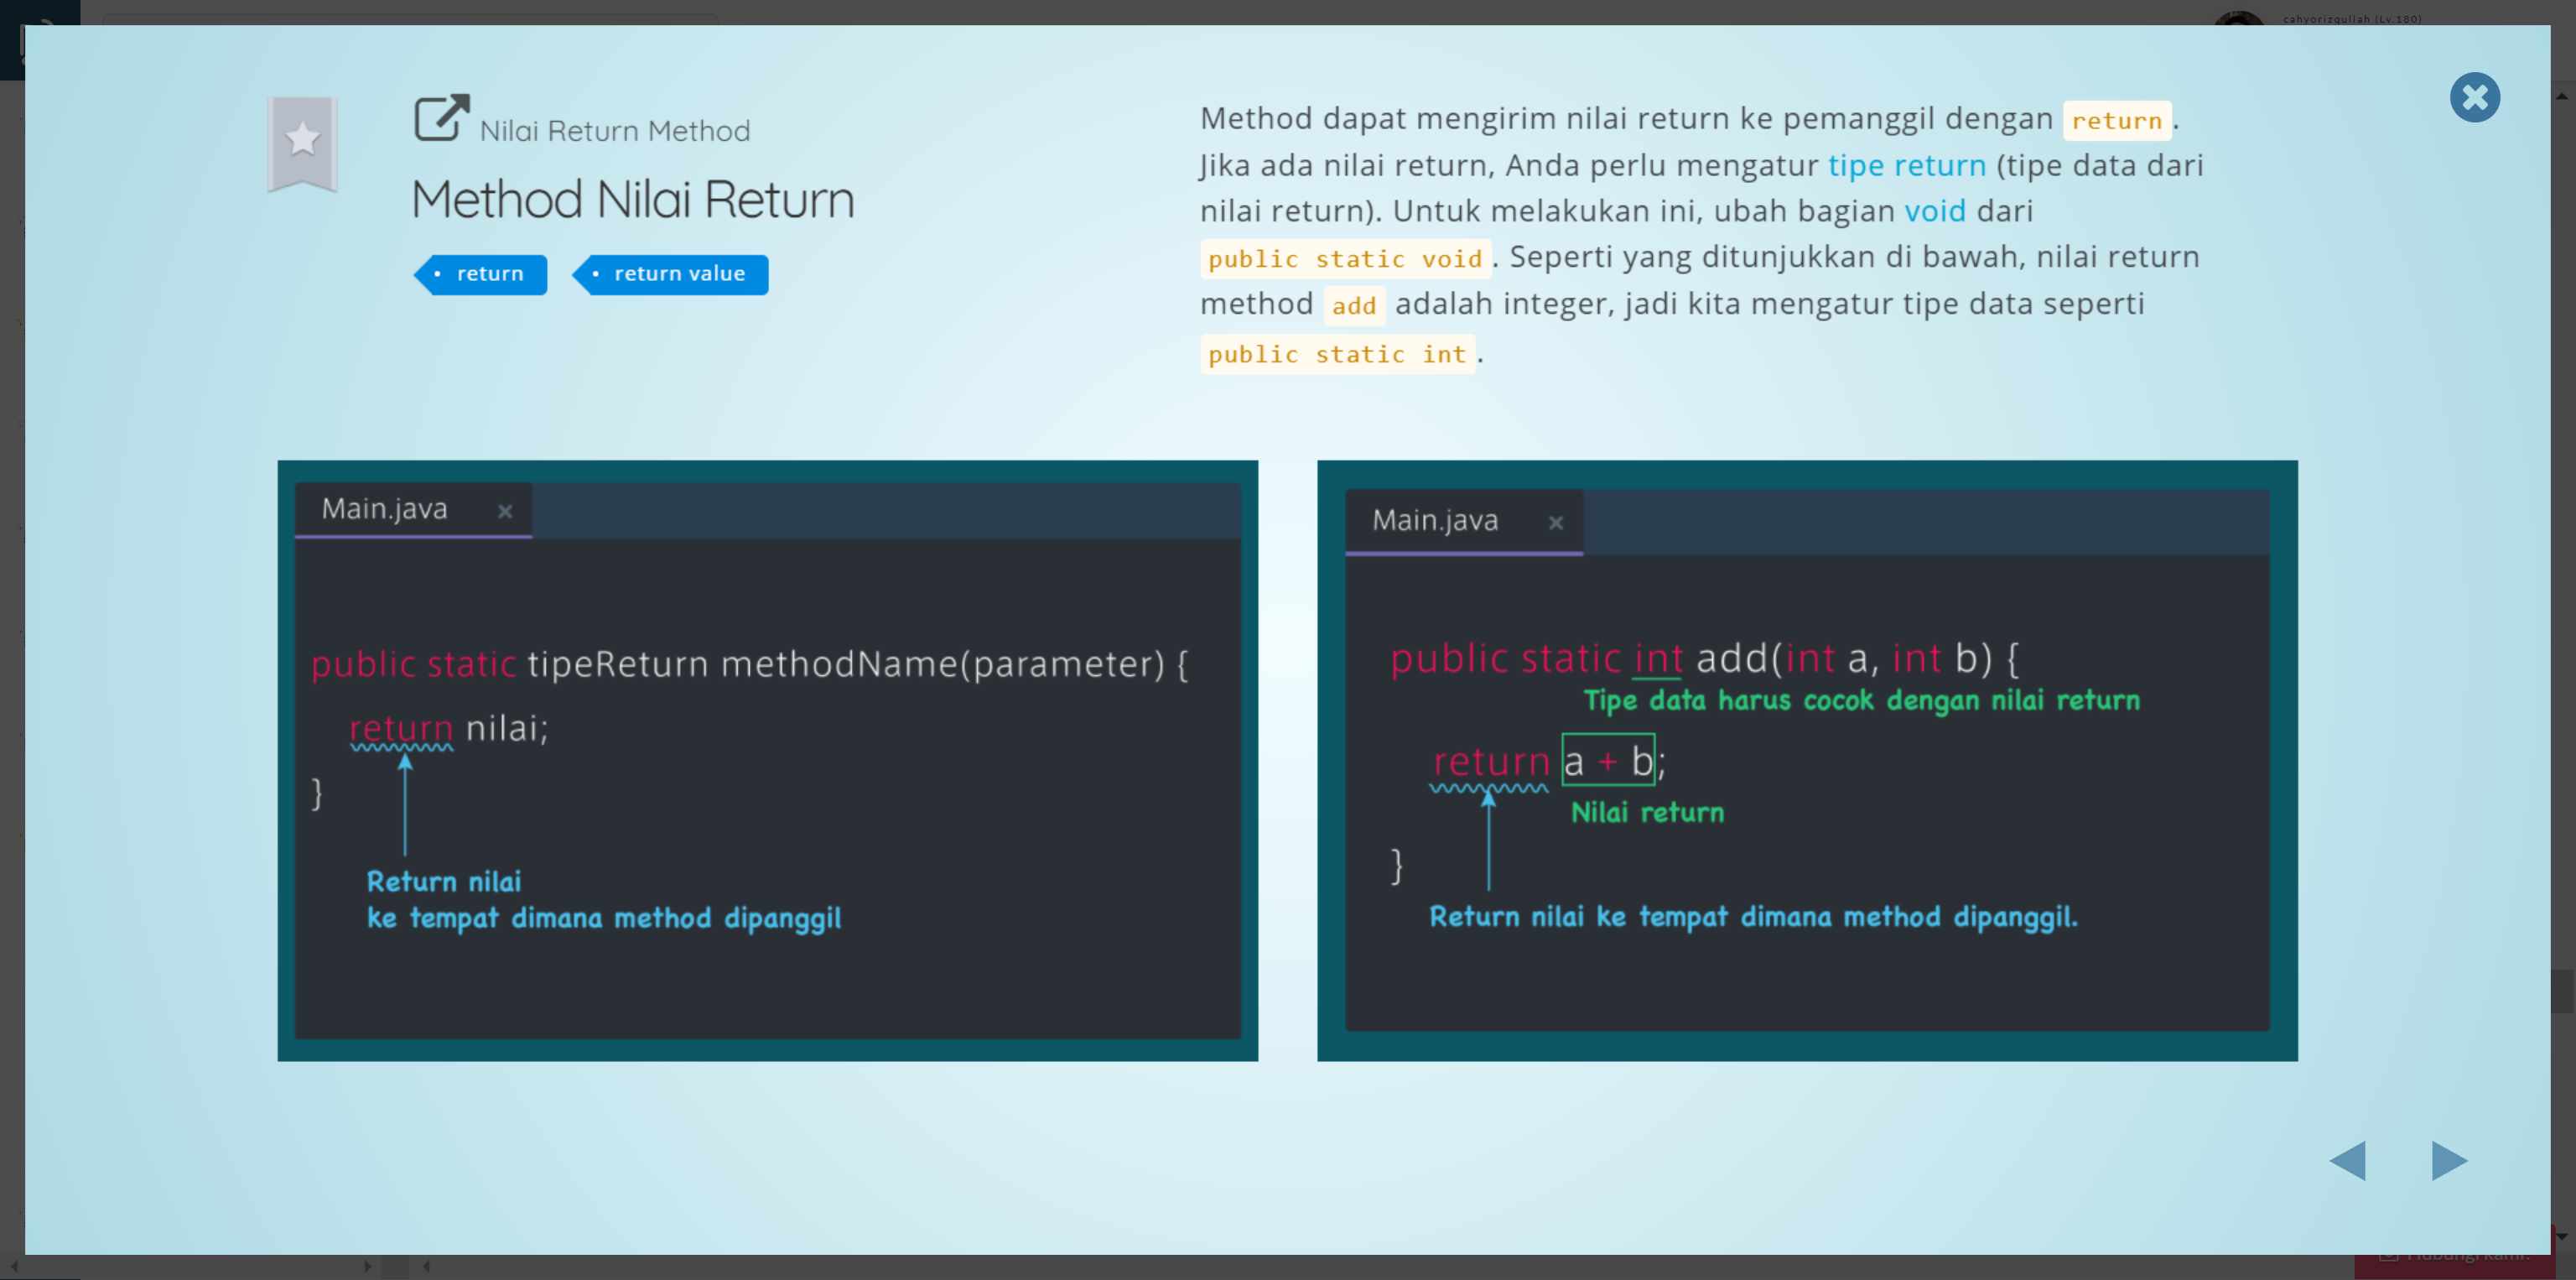 cahyorizqullah (Lv.180)
Nilai Return Method
Method Nilai Return
return
return value
Method dapat mengirim nilai return ke pemanggil dengan return.
Jika ada nilai return, Anda perlu mengatur tipe return (tipe data dari
nilai return). Untuk melakukan ini, ubah bagian void dari
public static void. Seperti yang ditunjukkan di bawah, nilai return
method add adalah integer, jadi kita mengatur tipe data seperti
public static int.
Main.java ×
public static tipeReturn methodName(parameter) {
return nilai;
}
Return nilai
ke tempat dimana method dipanggil
Main.java ×
public static int add(int a, int b) {
Tipe data harus cocok dengan nilai return
return a + b;
Nilai return
}
Return nilai ke tempat dimana method dipanggil.